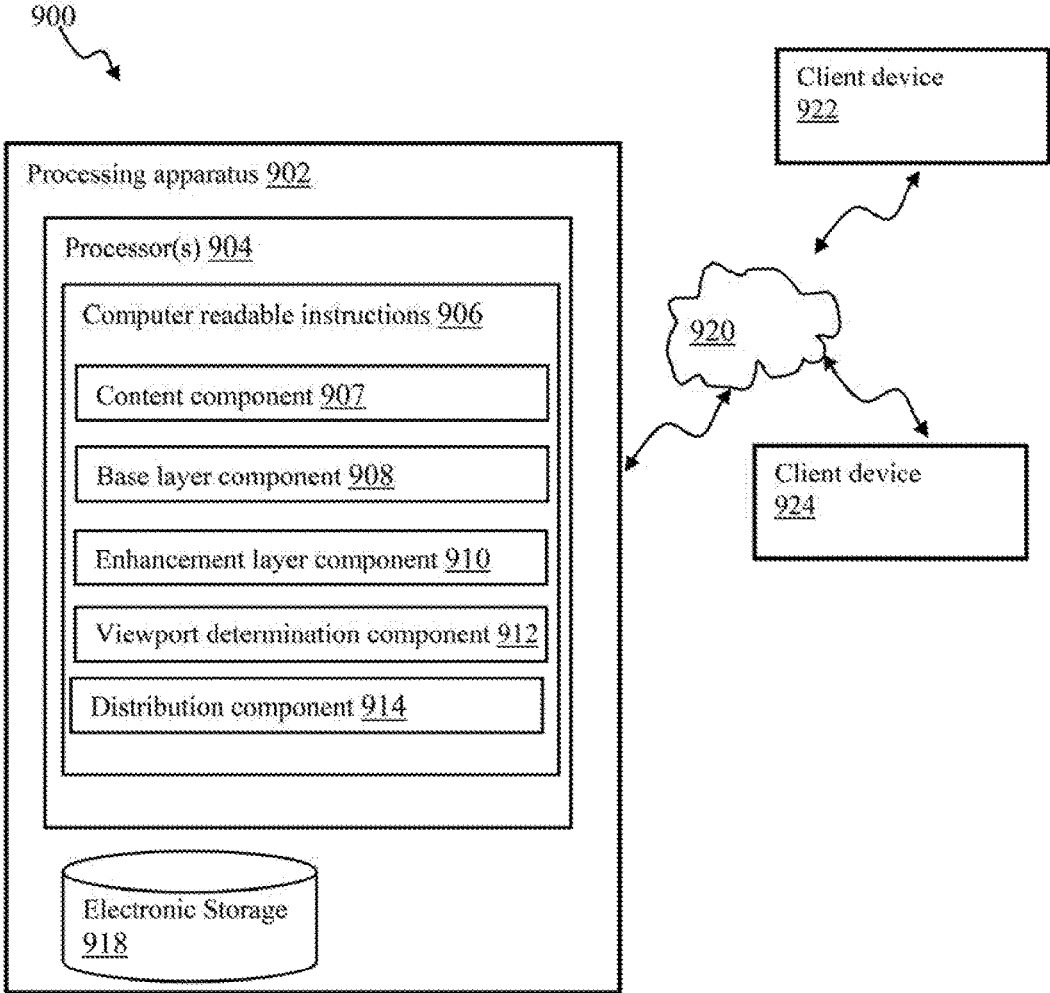 900
Client device
922
Processing apparatus 902
Processor(s) 904
Computer readable instructions 906
920
Content component 907
Base layer component 908
Client device
924
Enhancement layer component 910
Viewport determination component 912
Distribution component 914
Electronic Storage
918